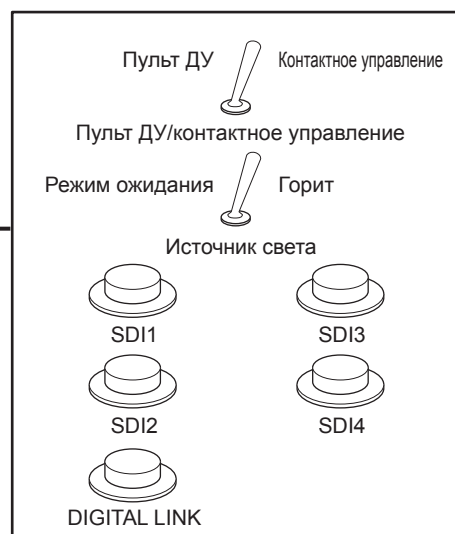 Пульт ДУ Контактное управление
Пульт ДУ/контактное управление
Режим ожидания Горит
Источник света
SDI1 SDI3
SDI2 SDI4
DIGITAL LINK